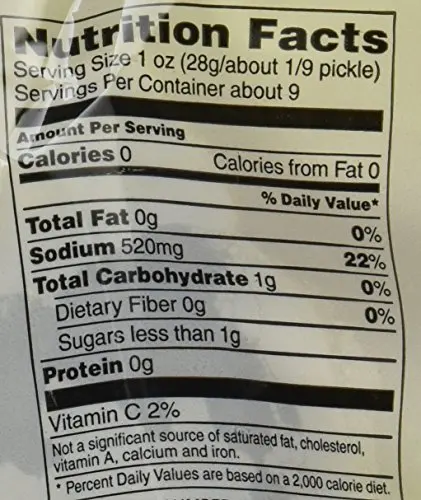 Nutrition Facts
Serving Size 1 oz (28g/about 1/9 pickle)
Servings Per Container about 9
Amount Per Serving
Calories 0 Calories from Fat 0
% Daily Value*
Total Fat 0g 0%
Sodium 520mg 22%
Total Carbohydrate 1g 0%
Dietary Fiber 0g 0%
Sugars less than 1g
Protein 0g
Vitamin C 2%
Not a significant source of saturated fat, cholesterol,
vitamin A, calcium and iron.
* Percent Daily Values are based on a 2,000 calorie diet.